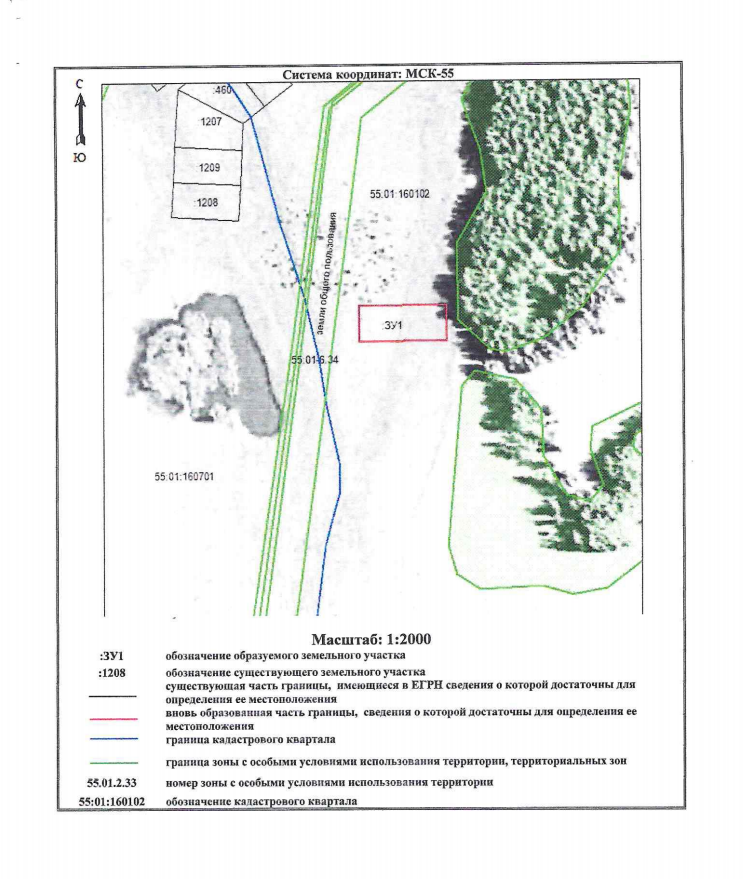 Система координат: МСК-55
С
Ю
:460
1207
1209
1208
55:01:160102
земли общего пользования
:ЗУ1
55.01-6.34
55:01:160701
Масштаб: 1:2000
:ЗУ1 обозначение образуемого земельного участка
:1208 обозначение существующего земельного участка
существующая часть границы, имеющиеся в ЕГРН сведения о которой достаточны для
определения ее местоположения
вновь образованная часть границы, сведения о которой достаточны для определения ее
местоположения
граница кадастрового квартала
граница зоны с особыми условиями использования территории, территориальных зон
55.01.2.33 номер зоны с особыми условиями использования территории
55:01:160102 обозначение кадастрового квартала